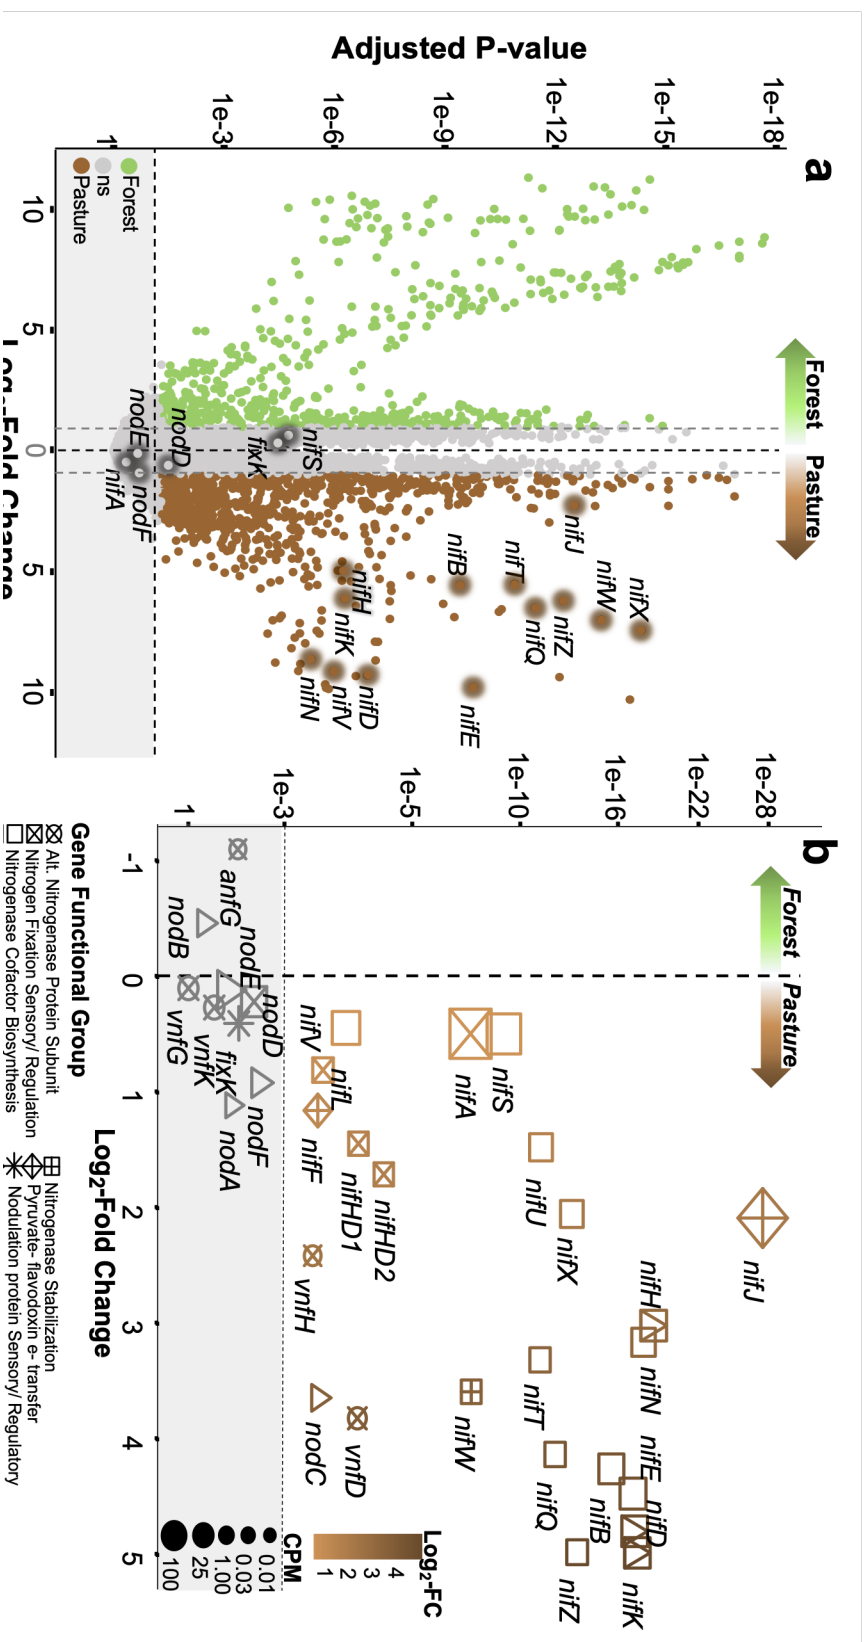 a
Forest
Pasture
Adjusted P-value
1e-18
1e-15
1e-12
1e-9
1e-6
1e-3
1
nifX
nifW
nifJ
nifZ
nifQ
nifT
nifB
nifE
nifH
nifK
nifD
nifV
nifN
nifS
fixK
nodD
nodE
nodF
nifA
Forest
ns
Pasture
10
5
0
5
10
b
Forest
Pasture
1e-28
1e-22
1e-16
1e-10
1e-5
1e-3
1
nifJ
nifH
nifN
nifE
nifD
nifB
nifK
nifX
nifZ
nifU
nifT
nifQ
nifS
nifA
nifW
nifHD2
nifHD1
vnfD
nifV
nifL
nifF
vnfH
nodC
anfG
nodE
nodD
nodB
nodF
fixK
nodA
vnfK
vnfG
Log₂-FC
1
2
3
4
CPM
0.01
0.03
1.00
25
100
-1
0
1
2
3
4
5
Log₂-Fold Change
Gene Functional Group
Alt. Nitrogenase Protein Subunit
Nitrogen Fixation Sensory/ Regulation
Nitrogenase Cofactor Biosynthesis
Nitrogenase Stabilization
Pyruvate- flavodoxin e- transfer
Nodulation protein Sensory/ Regulatory